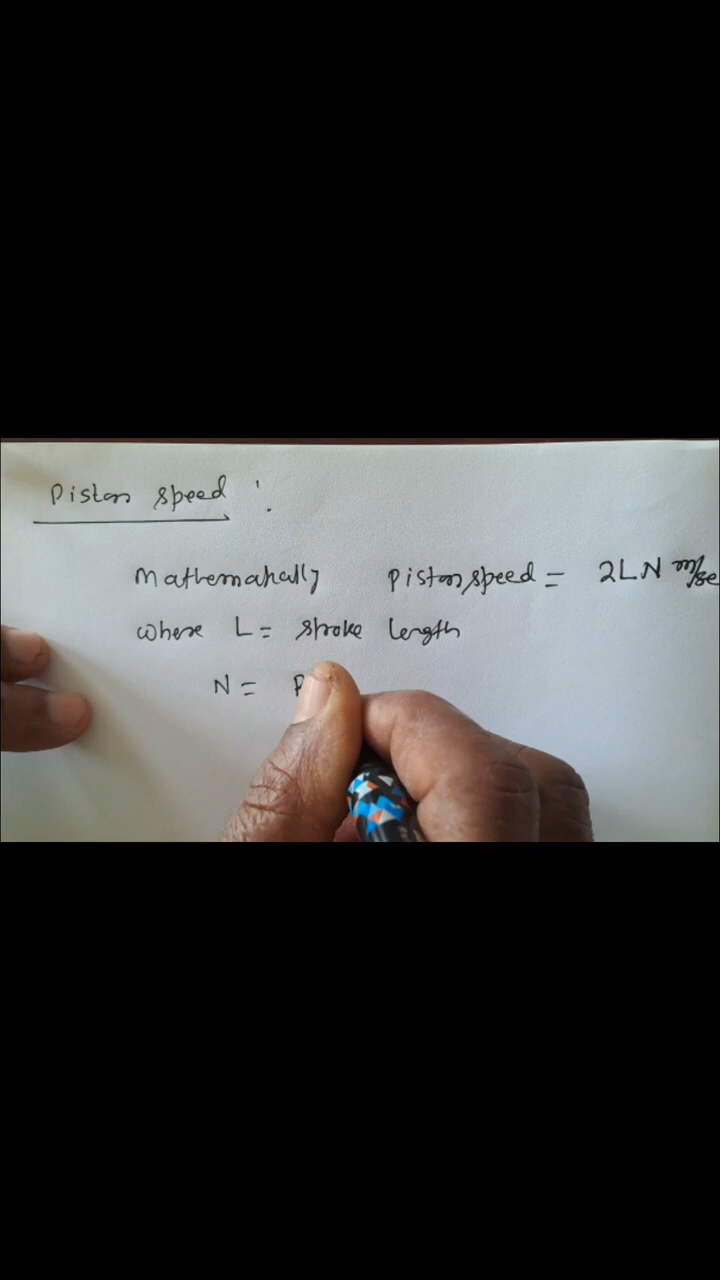 Piston speed :
Mathematically Piston speed = 2LN m/se
where L = stroke length
N = P